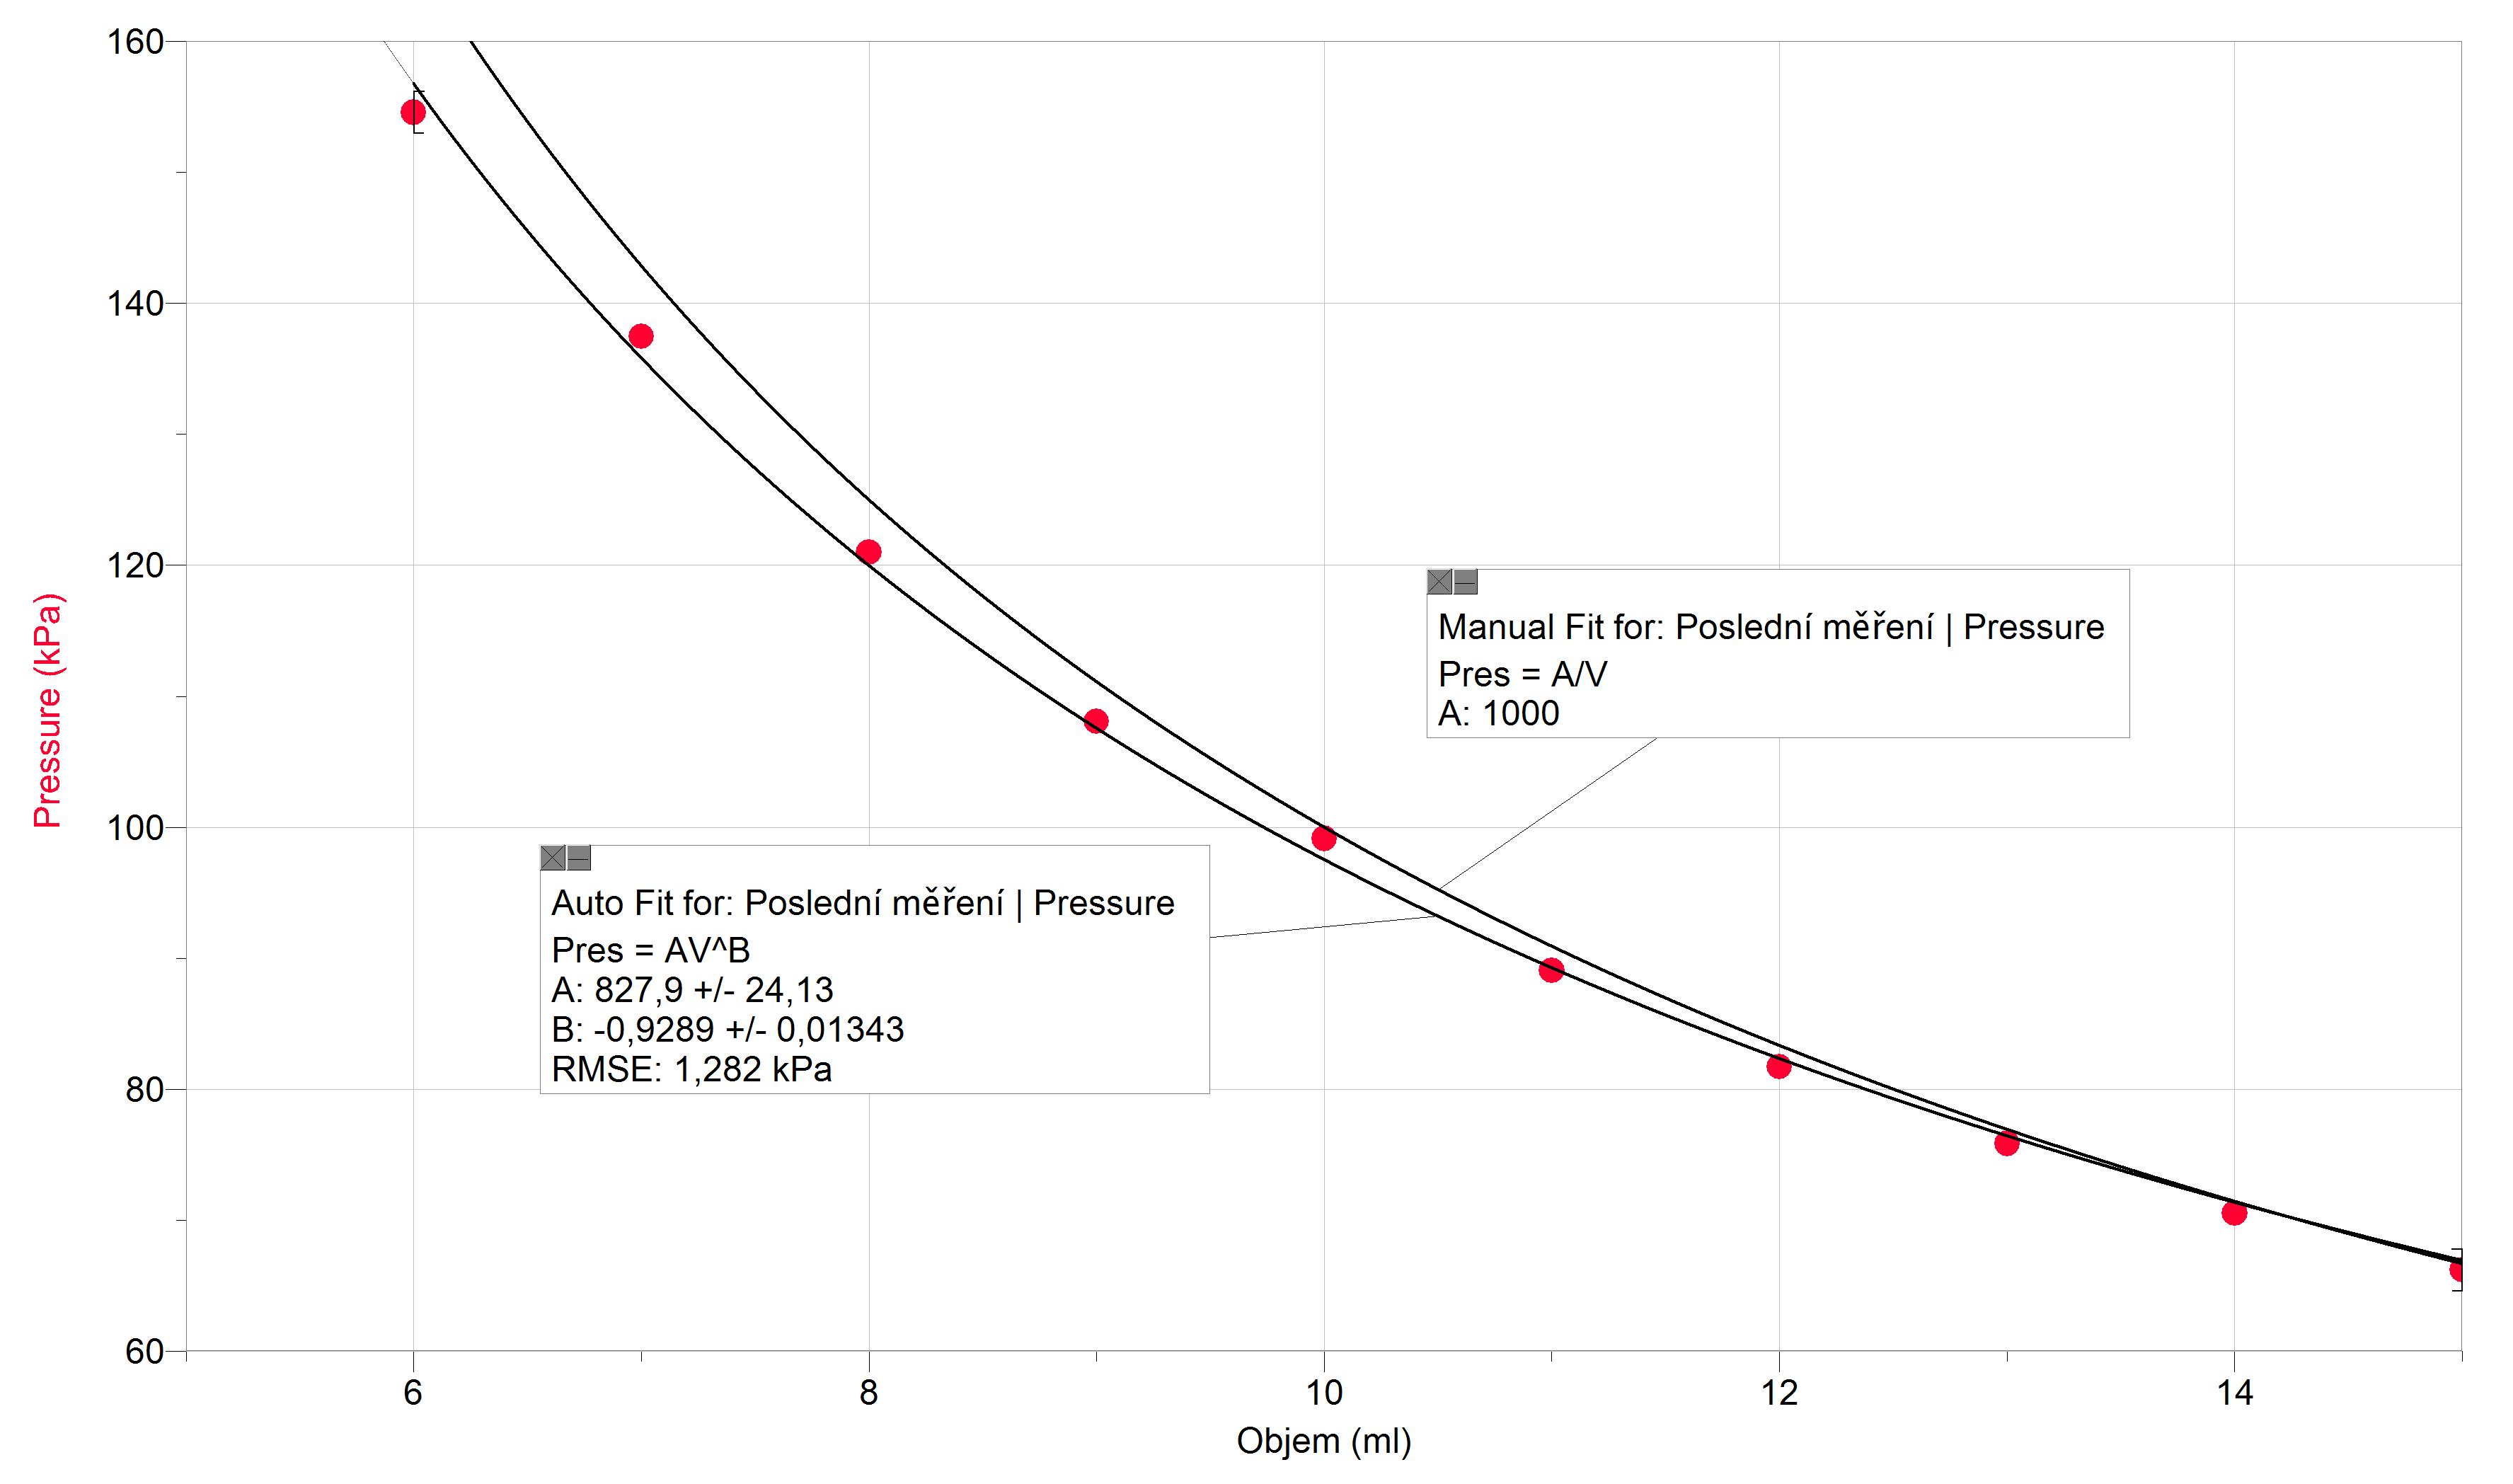 160
140
120
100
80
60
Pressure (kPa)
Manual Fit for: Poslední měření | Pressure
Pres = A/V
A: 1000
Auto Fit for: Poslední měření | Pressure
Pres = AV^B
A: 827,9 +/- 24,13
B: -0,9289 +/- 0,01343
RMSE: 1,282 kPa
6 8 10 12 14
Objem (ml)